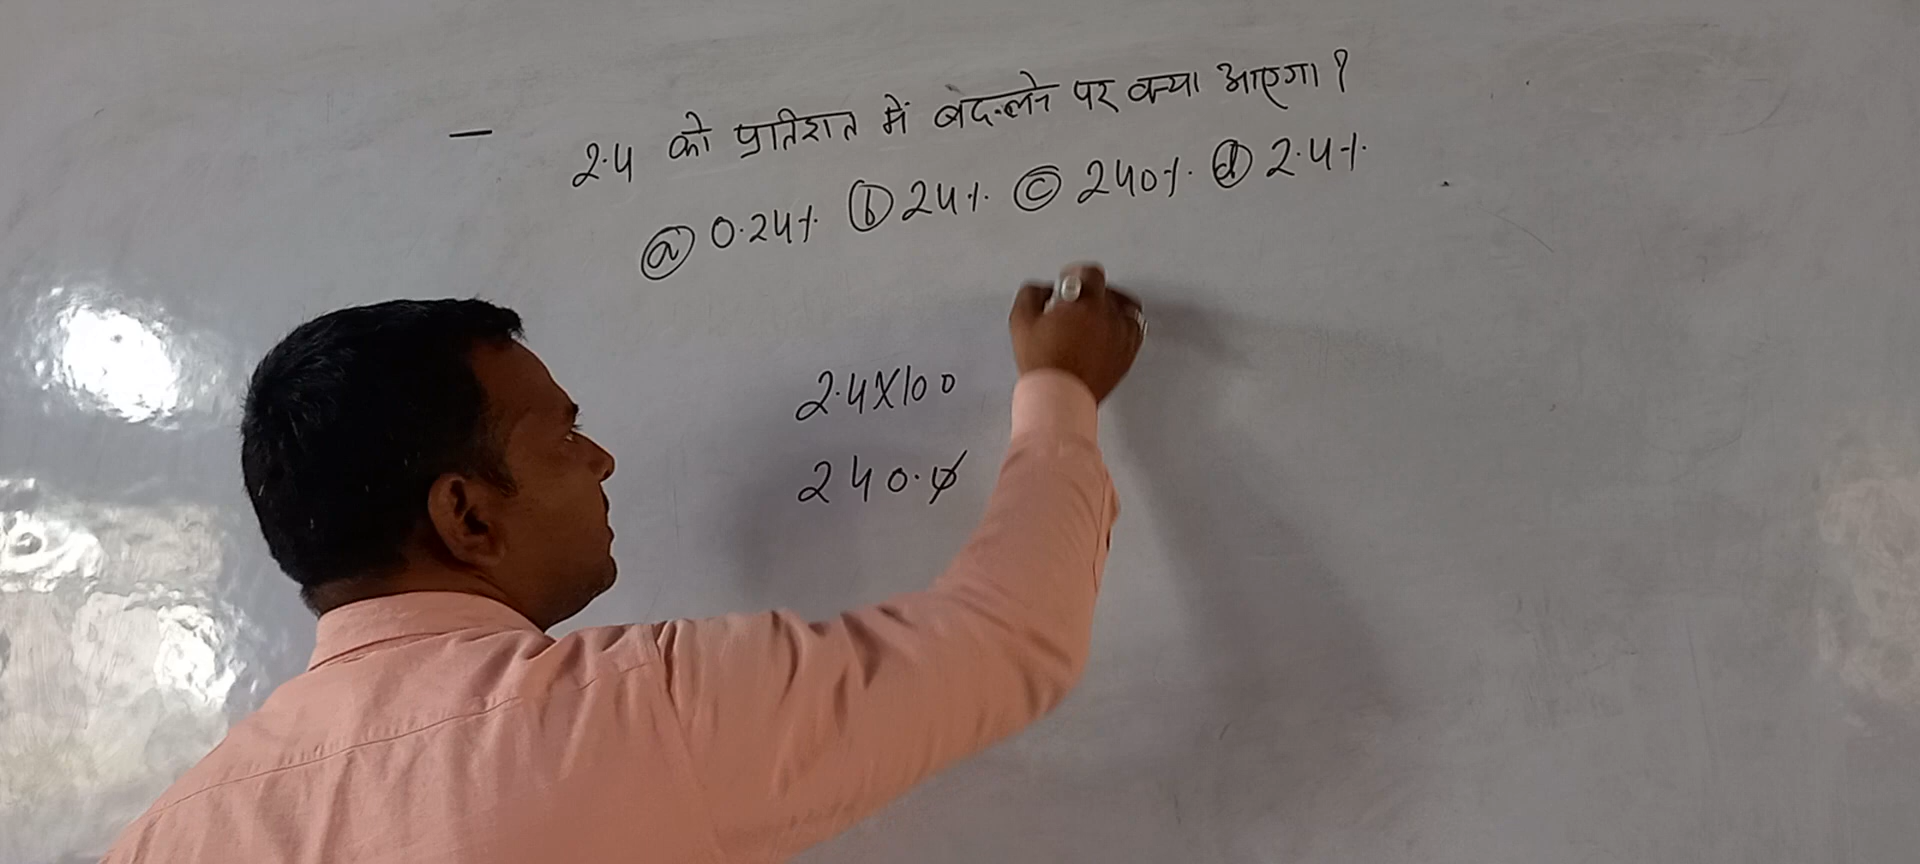 — 2.4 को प्रतिशत में बदलने पर क्या आएगा?
(a) 0.24% (b) 24% (c) 240% (d) 2.4%
2.4×100
240.0